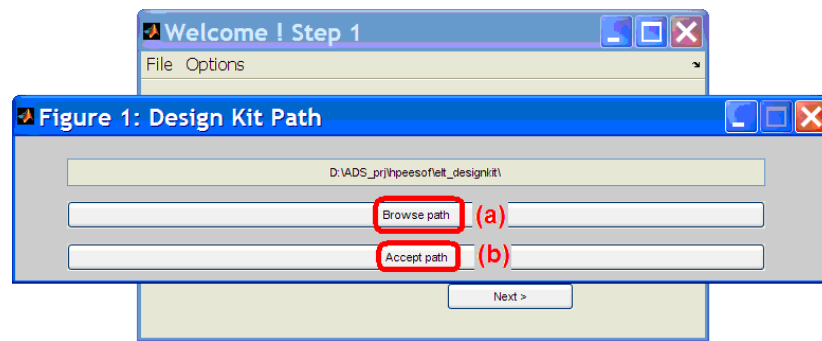 Welcome ! Step 1
File Options
Figure 1: Design Kit Path
D:\ADS_prj\hpeesof\elt_designkit\
Browse path (a)
Accept path (b)
Next >